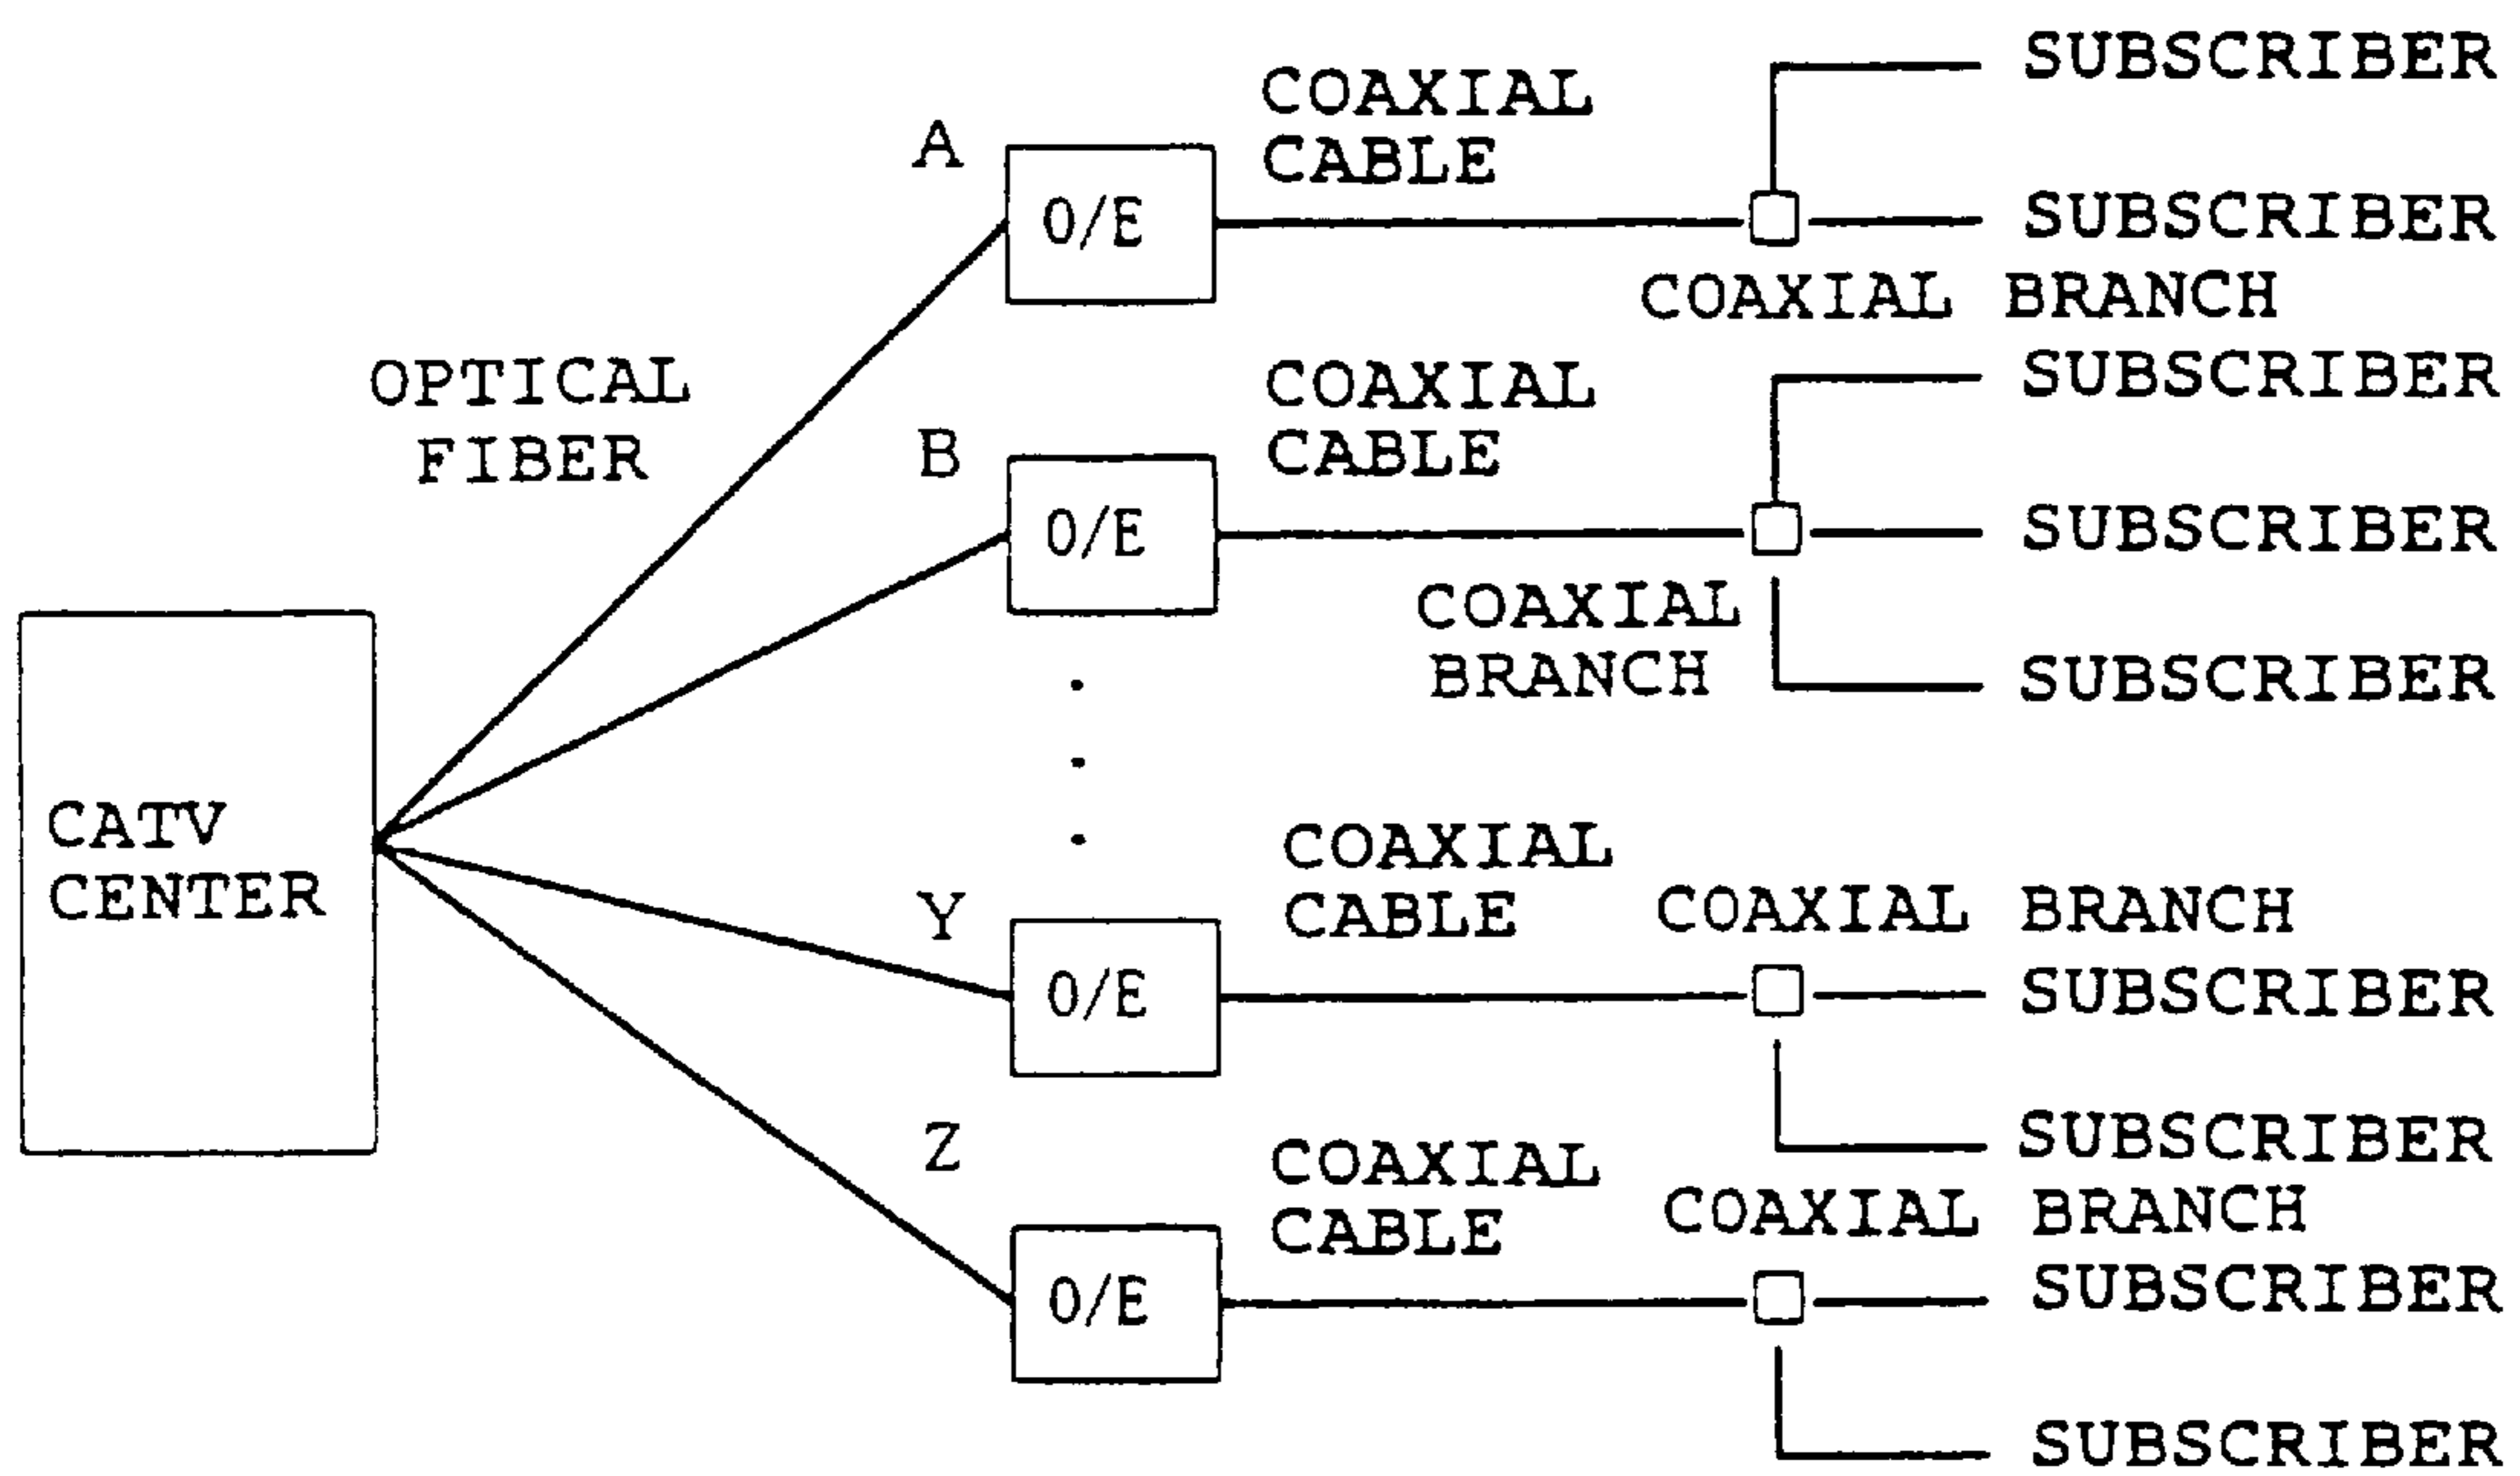 SUBSCRIBER
COAXIAL
CABLE
A
O/E
SUBSCRIBER
COAXIAL BRANCH
OPTICAL
FIBER
COAXIAL
CABLE
SUBSCRIBER
B
O/E
SUBSCRIBER
COAXIAL
BRANCH
SUBSCRIBER
CATV
CENTER
COAXIAL
CABLE
COAXIAL BRANCH
Y
O/E
SUBSCRIBER
SUBSCRIBER
Z
COAXIAL
CABLE
COAXIAL BRANCH
O/E
SUBSCRIBER
SUBSCRIBER